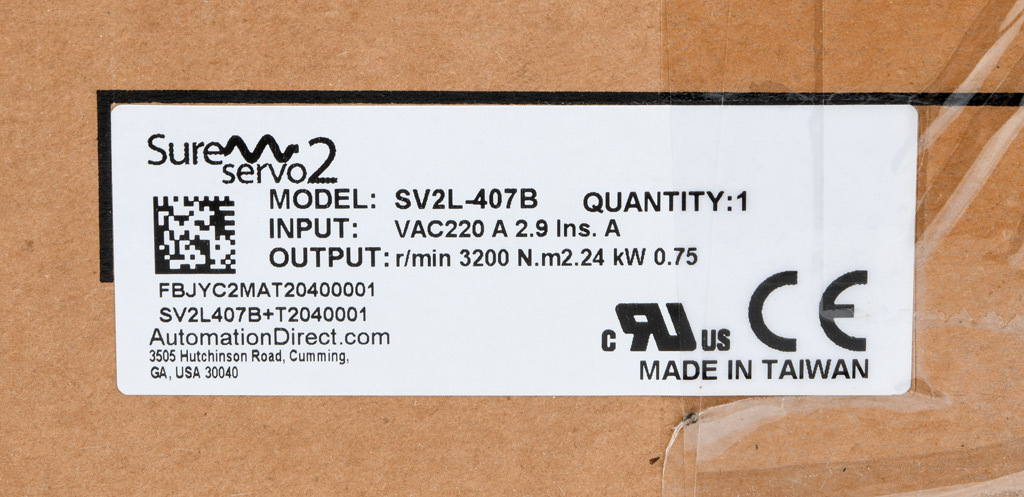 Sure servo2
MODEL: SV2L-407B QUANTITY:1
INPUT: VAC220 A 2.9 Ins. A
OUTPUT: r/min 3200 N.m2.24 kW 0.75
FBJYC2MAT20400001
SV2L407B+T2040001
AutomationDirect.com
3505 Hutchinson Road, Cumming,
GA, USA 30040
c RU US CE
MADE IN TAIWAN